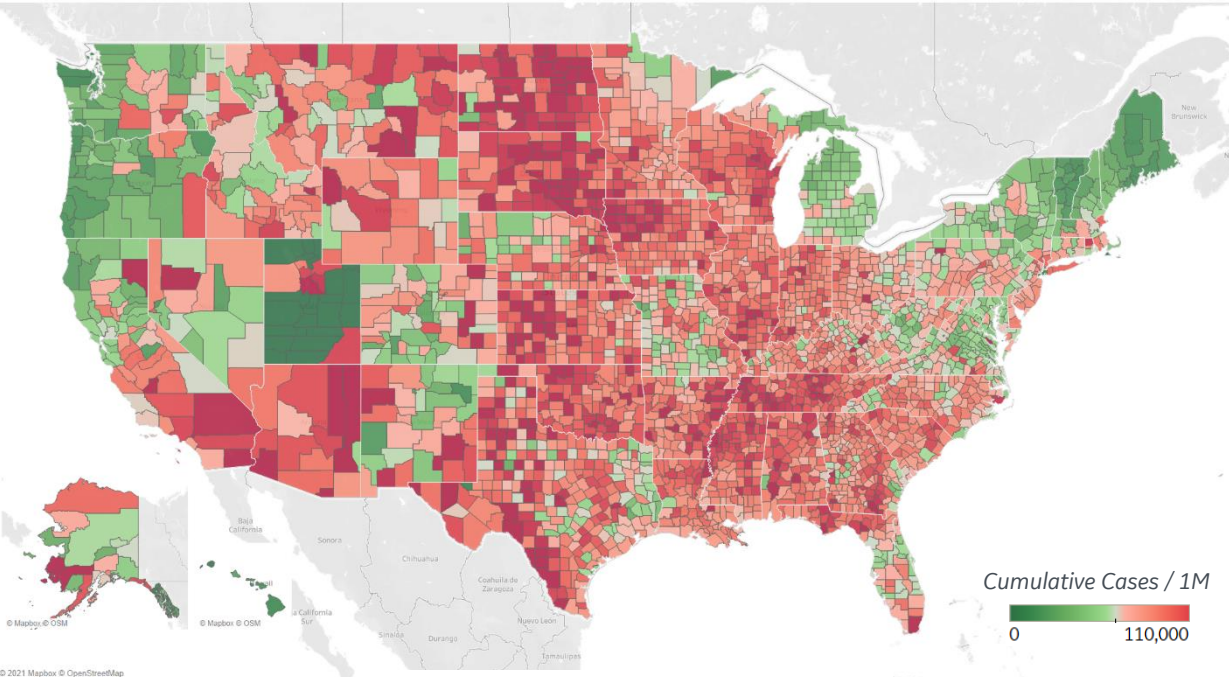 New
Brunswick
Baja
California
Sonora
Chihuahua
Coahuila de
Zaragoza
Nuevo León
Sinaloa
Durango
Tamaulipas
a California
Sur
© Mapbox © OSM
© Mapbox © OSM
Cumulative Cases / 1M
0
110,000
© 2021 Mapbox © OpenStreetMap